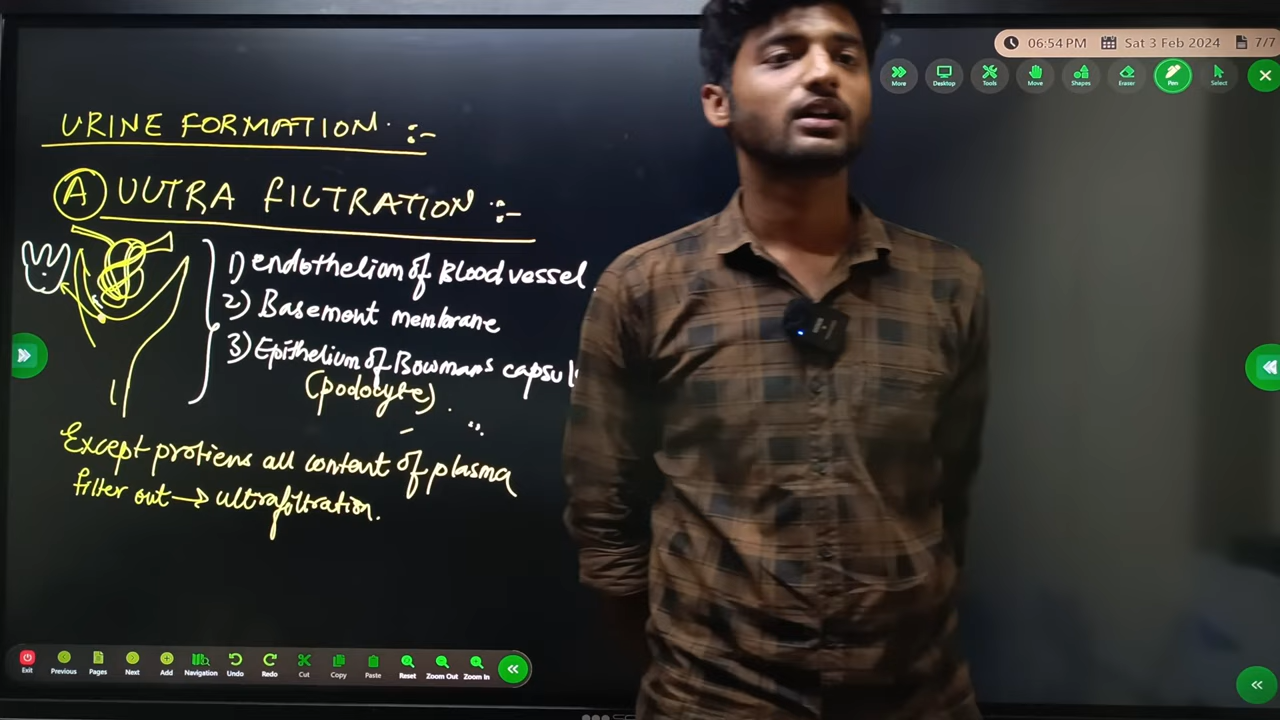 06:54 PM Sat 3 Feb 2024 7/7
More Desktop Tools Move Shapes Eraser Pen Select
URINE FORMATION :-
A ULTRA FILTRATION :-
1) endothelium of Blood vessel
2) Basement membrane
3) Epithelium of Bowmans capsul
(podocyte)
Except protiens all content of plasma
filter out → ultrafiltration.
Exit Previous Pages Next Add Navigation Undo Redo Cut Copy Paste Reset Zoom Out Zoom In